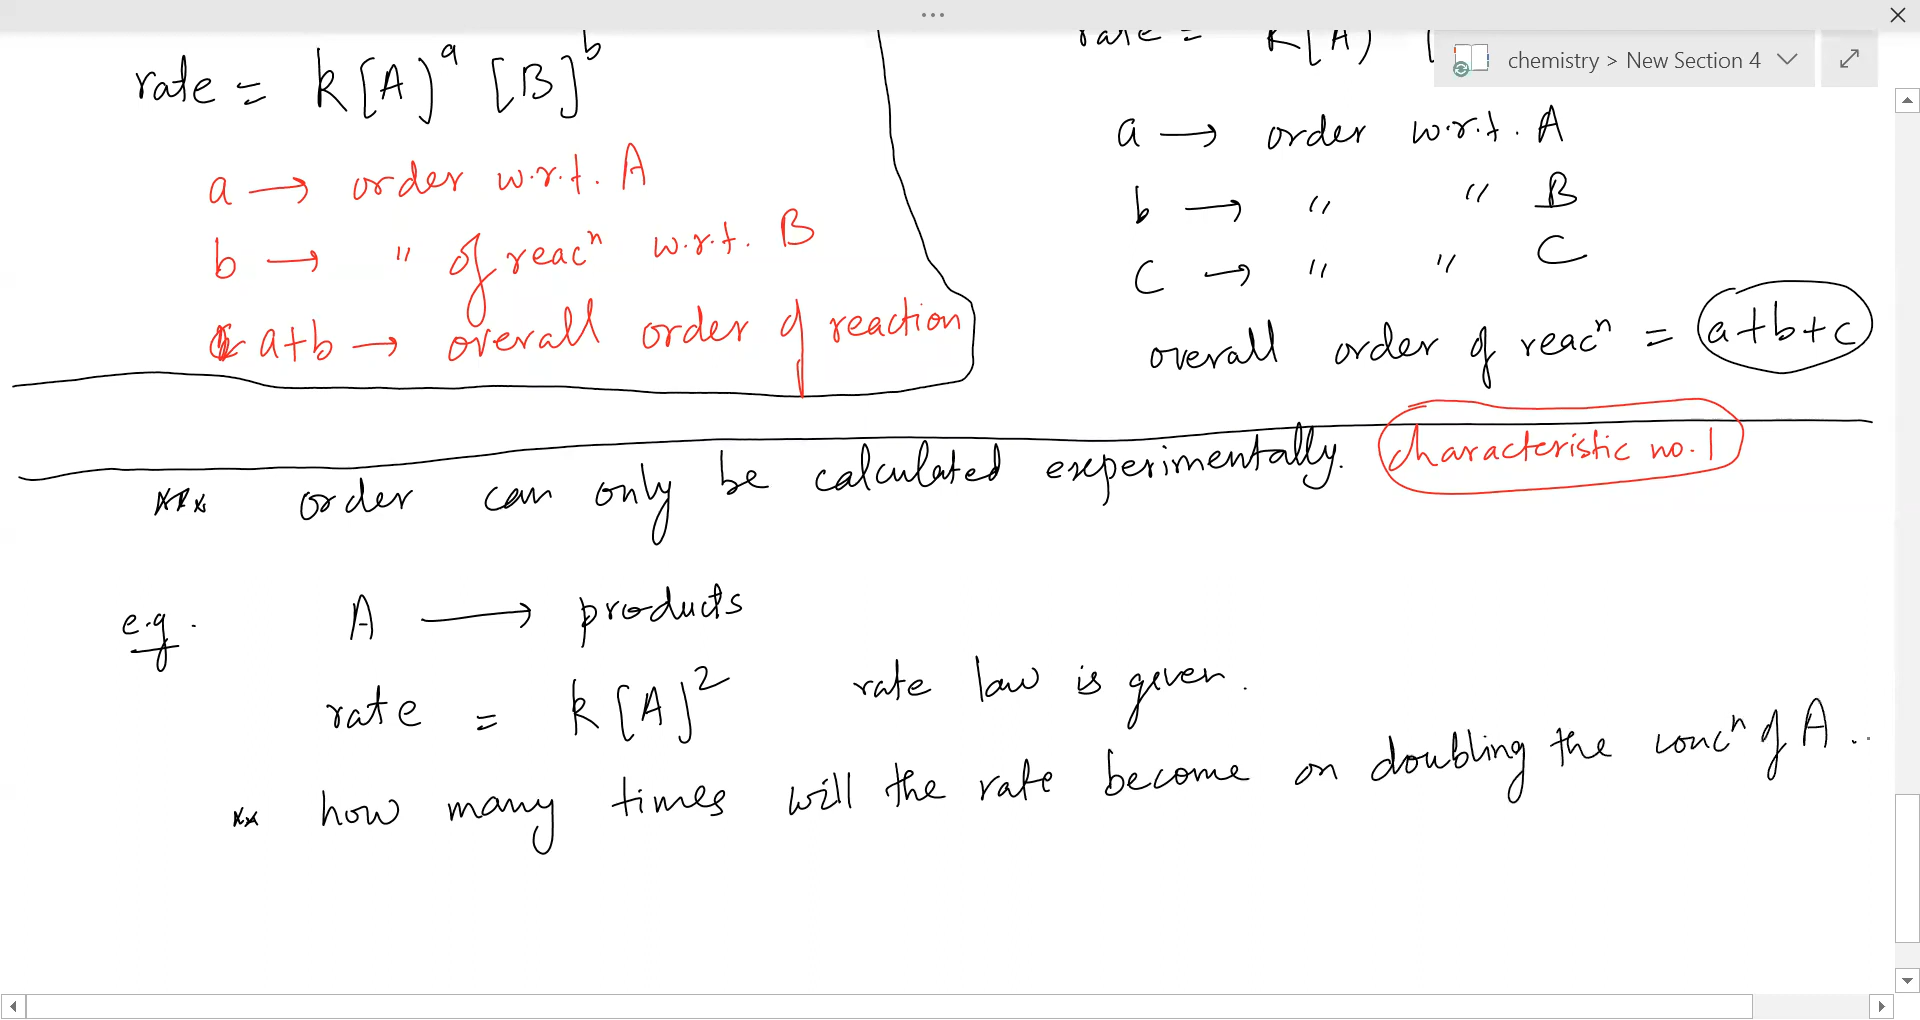 chemistry > New Section 4
rate = k[A]^a [B]^b
a → order w.r.t. A
b → " of reacⁿ w.r.t. B
a+b → overall order of reaction
rate = k[A]
a → order w.r.t. A
b → " " B
C → " " C
overall order of reacⁿ = a+b+c
*** order can only be calculated experimentally. characteristic no. 1
e.g. A → products
rate = k[A]² rate law is given.
** how many times will the rate become on doubling the concⁿ of A ..